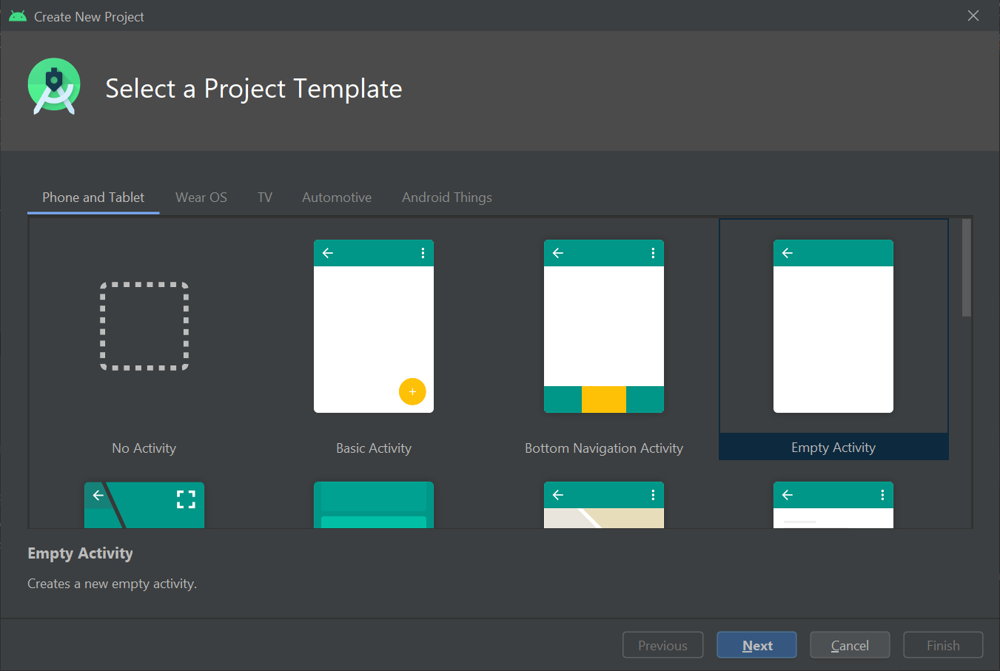 Create New Project
Select a Project Template
Phone and Tablet Wear OS TV Automotive Android Things
No Activity Basic Activity Bottom Navigation Activity Empty Activity
Empty Activity
Creates a new empty activity.
Previous Next Cancel Finish